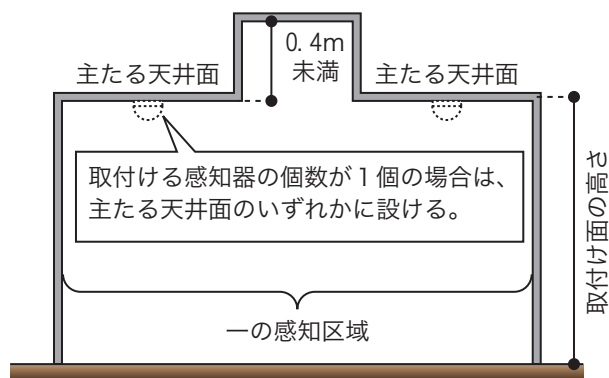 0.4m
未満
主たる天井面
主たる天井面
取付ける感知器の個数が1個の場合は、
主たる天井面のいずれかに設ける。
取付け面の高さ
一の感知区域